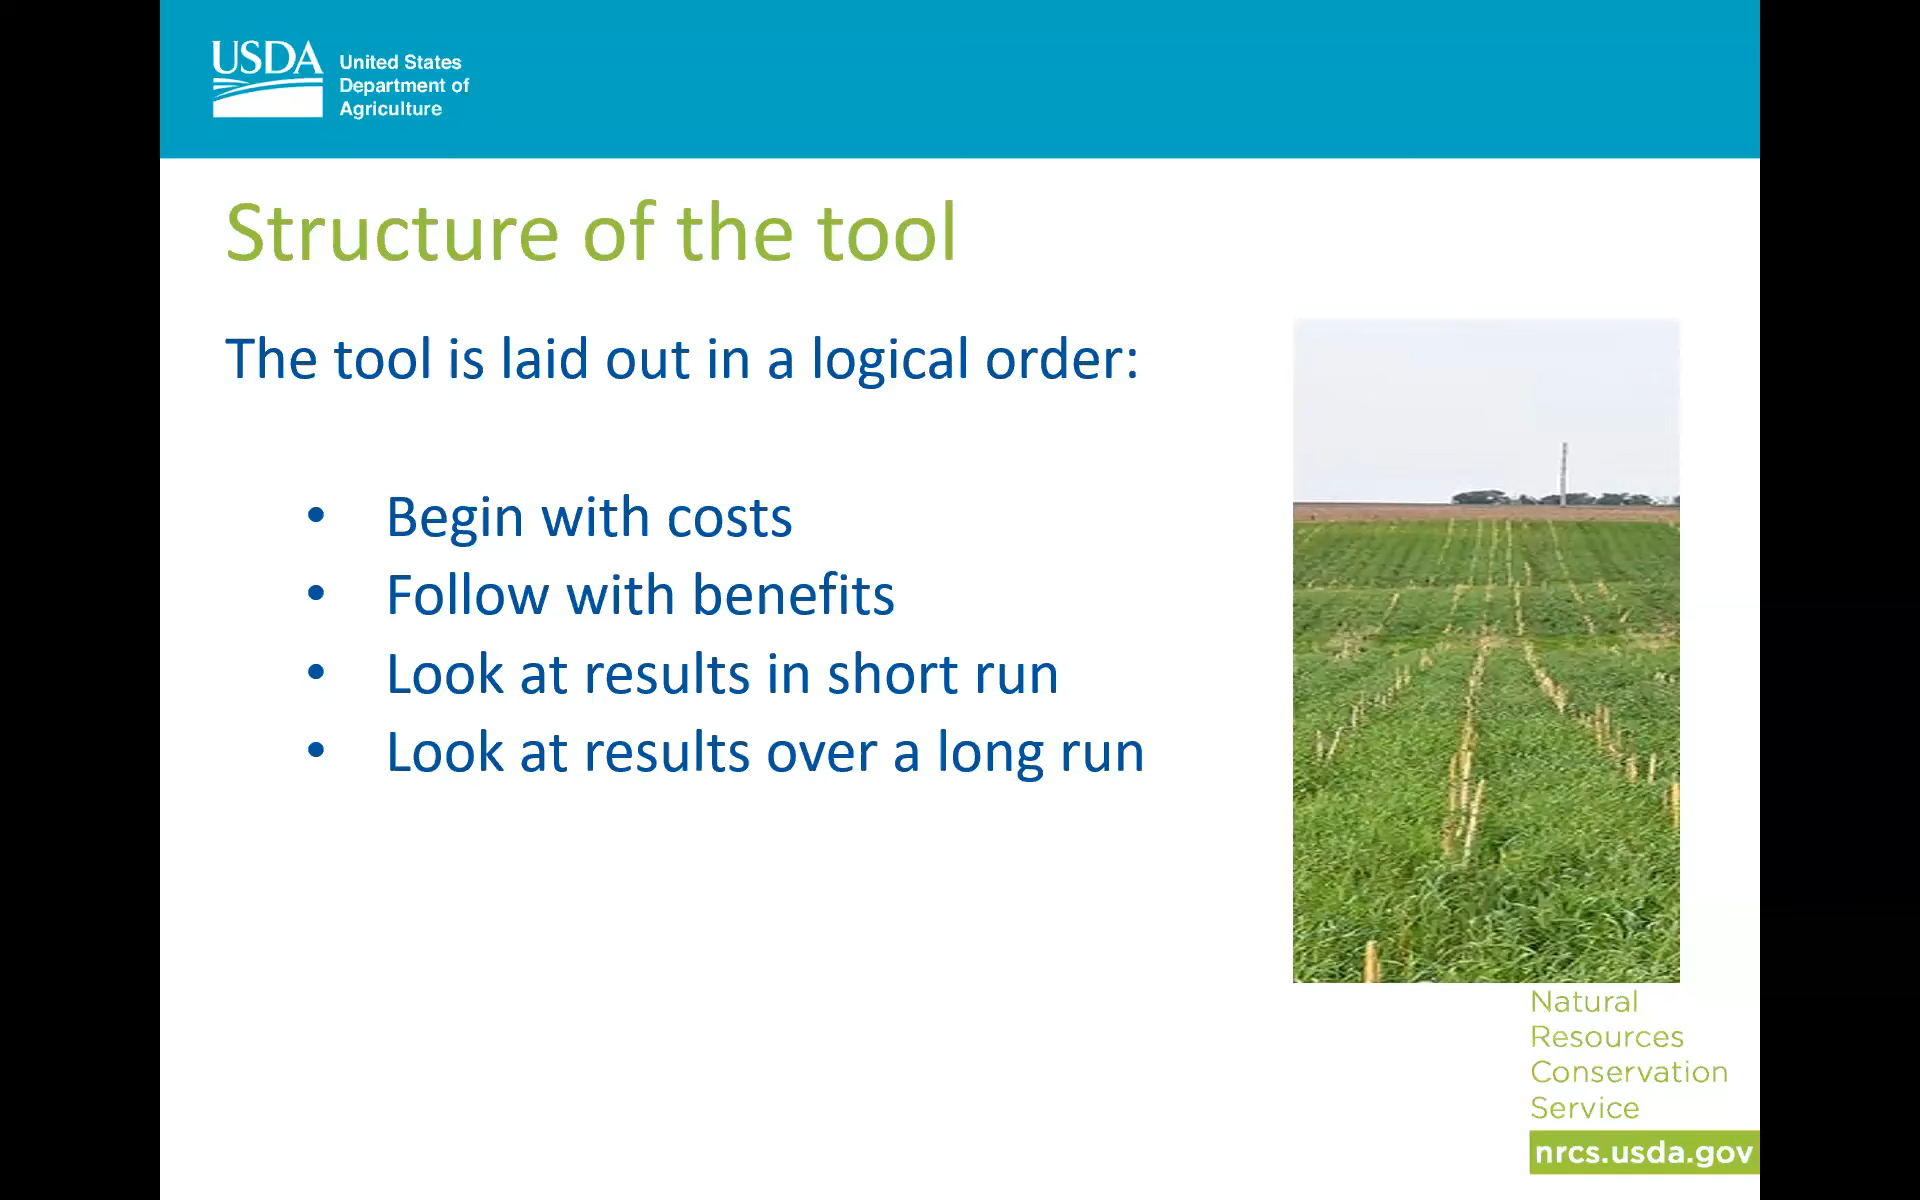 USDA
United States
Department of
Agriculture
Structure of the tool
The tool is laid out in a logical order:
• Begin with costs
• Follow with benefits
• Look at results in short run
• Look at results over a long run
Natural
Resources
Conservation
Service
nrcs.usda.gov